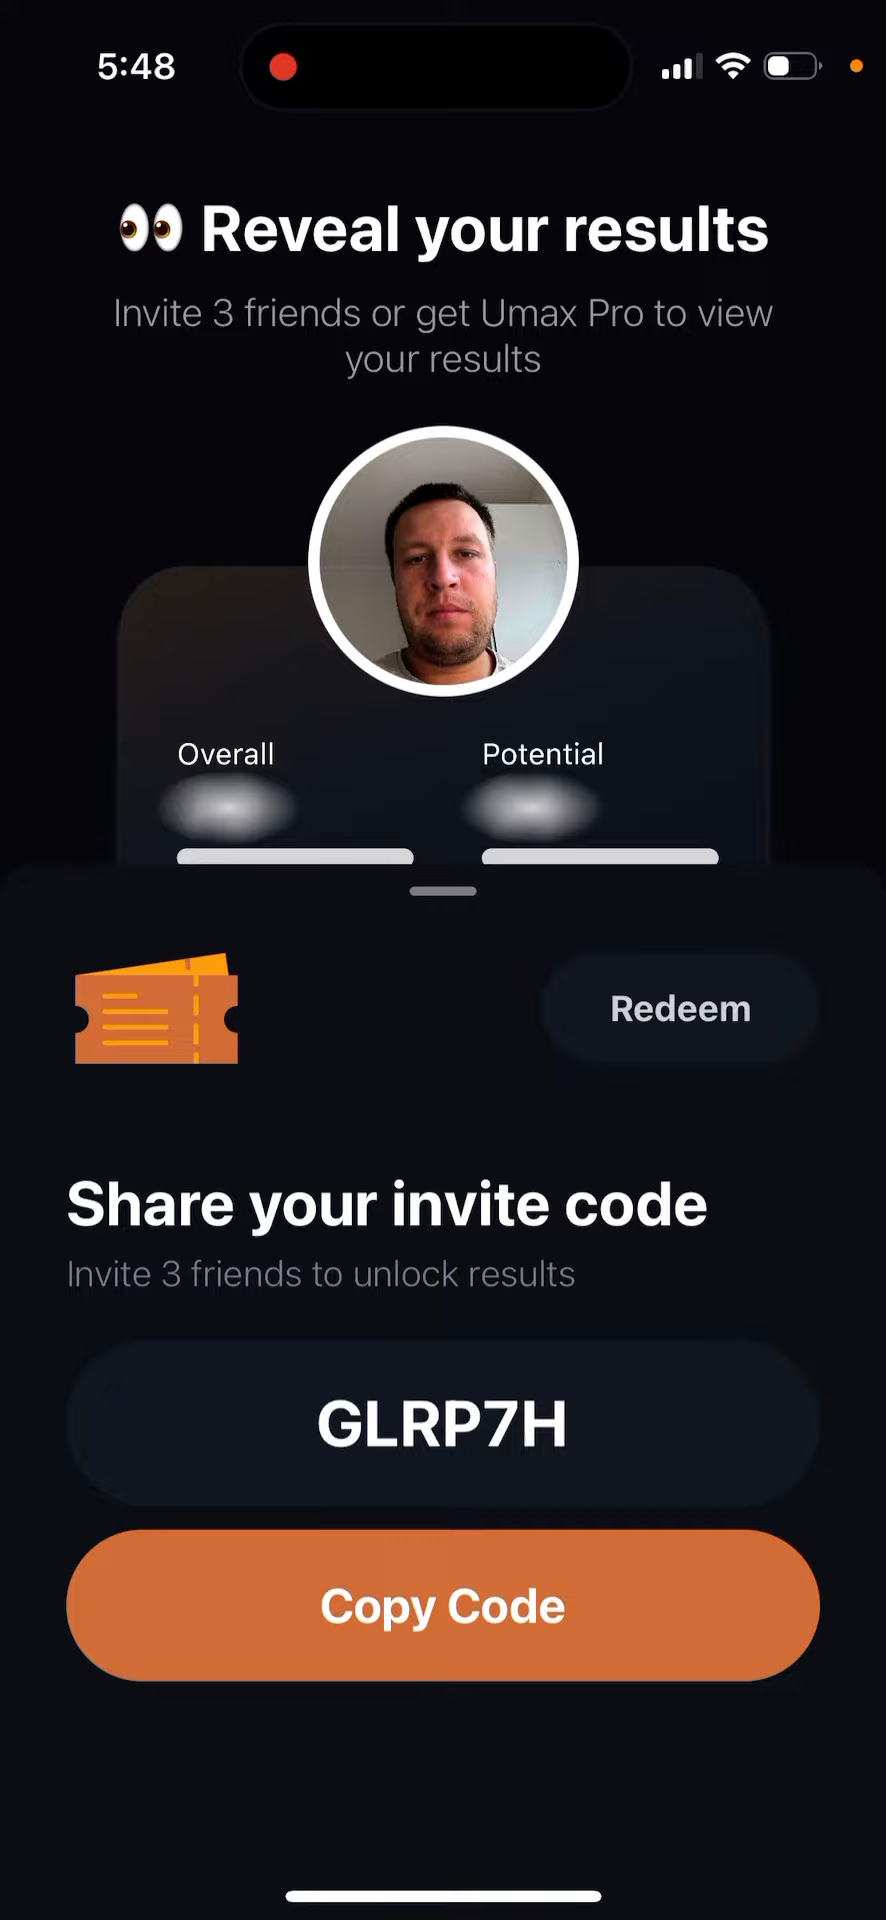 5:48
👀 Reveal your results
Invite 3 friends or get Umax Pro to view
your results
Overall
Potential
Redeem
Share your invite code
Invite 3 friends to unlock results
GLRP7H
Copy Code